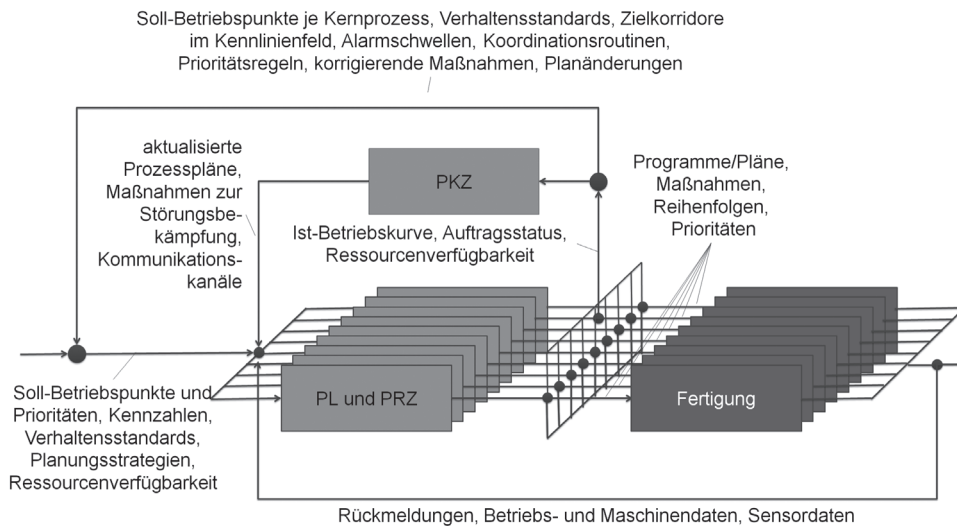 Soll-Betriebspunkte je Kernprozess, Verhaltensstandards, Zielkorridore
im Kennlinienfeld, Alarmschwellen, Koordinationsroutinen,
Prioritätsregeln, korrigierende Maßnahmen, Planänderungen
aktualisierte
Prozesspläne,
Maßnahmen zur
Störungsbe-
kämpfung,
Kommunikations-
kanäle
PKZ
Ist-Betriebskurve, Auftragsstatus,
Ressourcenverfügbarkeit
Programme/Pläne,
Maßnahmen,
Reihenfolgen,
Prioritäten
Soll-Betriebspunkte und
Prioritäten, Kennzahlen,
Verhaltensstandards,
Planungsstrategien,
Ressourcenverfügbarkeit
PL und PRZ
Fertigung
Rückmeldungen, Betriebs- und Maschinendaten, Sensordaten